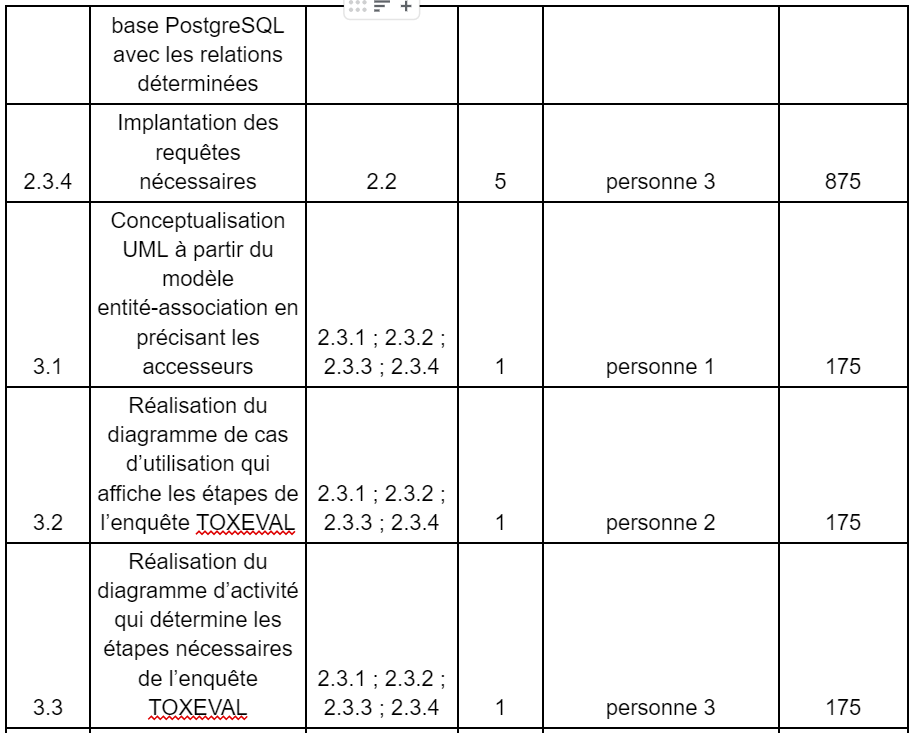 base PostgreSQL
avec les relations
déterminées
Implantation des
requêtes
2.3.4 nécessaires 2.2 5 personne 3 875
Conceptualisation
UML à partir du
modèle
entité-association en
précisant les 2.3.1 ; 2.3.2 ;
3.1 accesseurs 2.3.3 ; 2.3.4 1 personne 1 175
Réalisation du
diagramme de cas
d’utilisation qui
affiche les étapes de 2.3.1 ; 2.3.2 ;
3.2 l’enquête TOXEVAL 2.3.3 ; 2.3.4 1 personne 2 175
Réalisation du
diagramme d’activité
qui détermine les
étapes nécessaires
de l’enquête 2.3.1 ; 2.3.2 ;
3.3 TOXEVAL 2.3.3 ; 2.3.4 1 personne 3 175